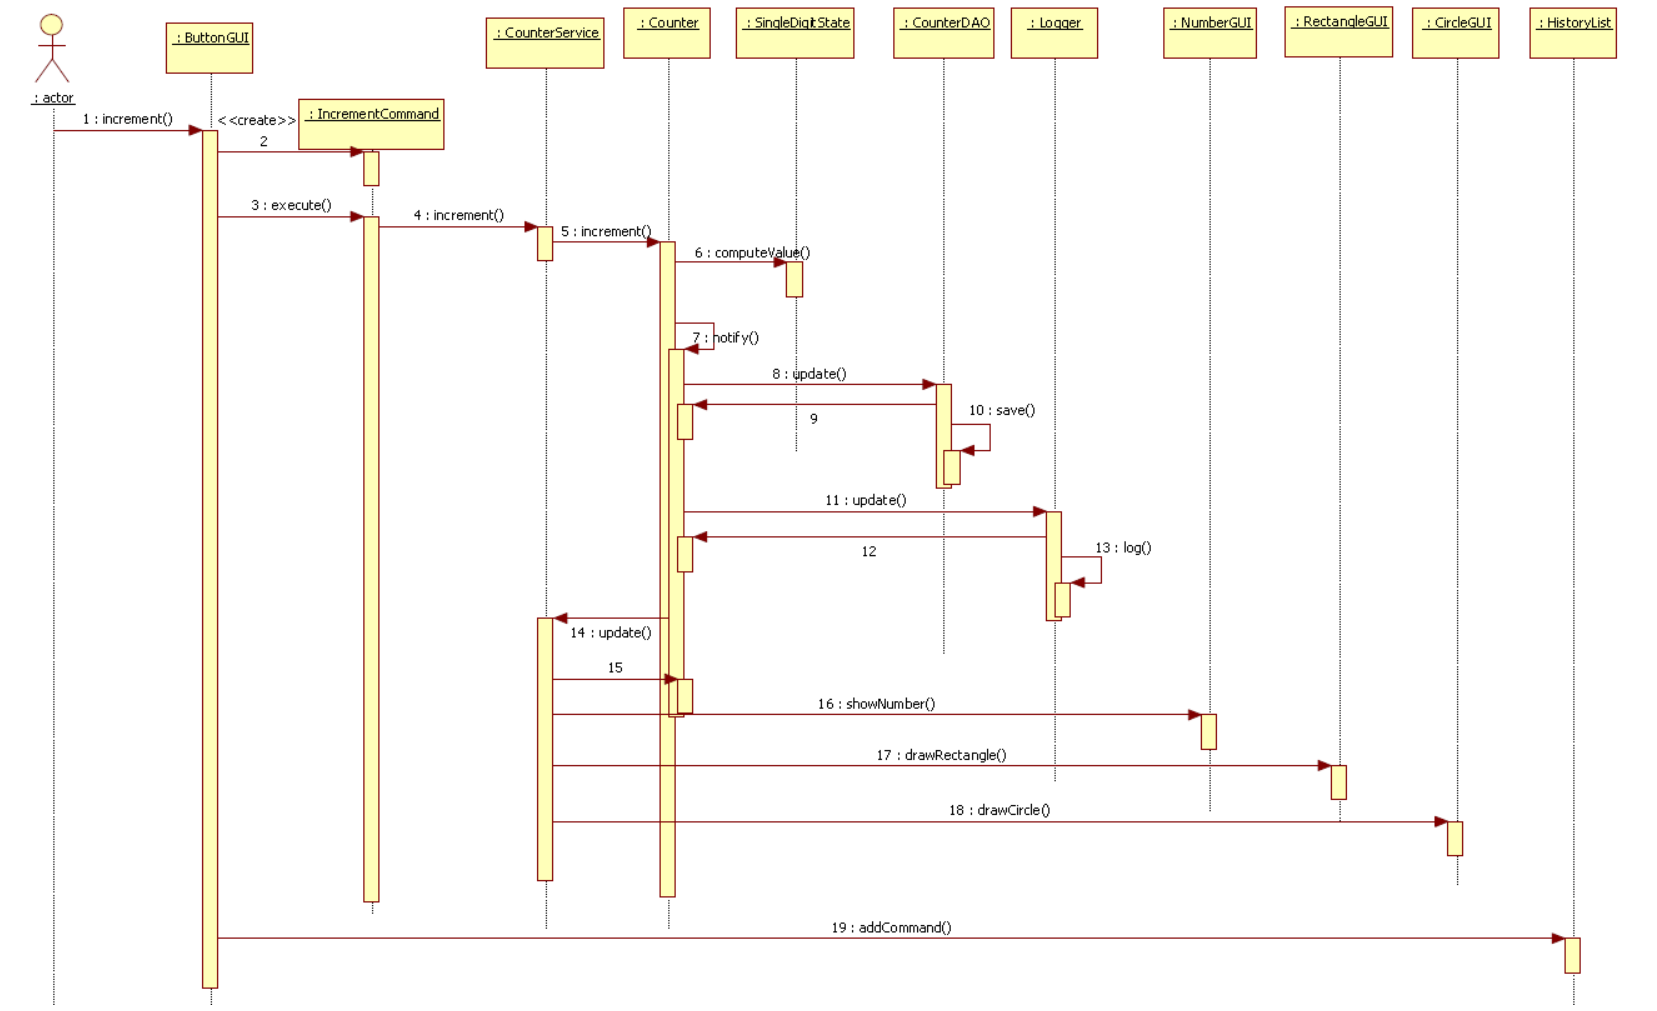 : actor
: ButtonGUI
: IncrementCommand
: CounterService
: Counter
: SingleDigitState
: CounterDAO
: Logger
: NumberGUI
: RectangleGUI
: CircleGUI
: HistoryList
1 : increment()
<<create>>
2
3 : execute()
4 : increment()
5 : increment()
6 : computeValue()
7 : notify()
8 : update()
9
10 : save()
11 : update()
12
13 : log()
14 : update()
15
16 : showNumber()
17 : drawRectangle()
18 : drawCircle()
19 : addCommand()